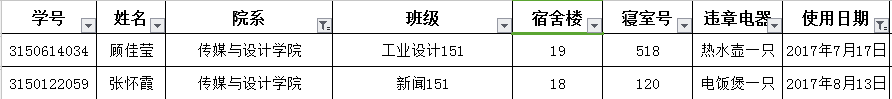 学号 姓名 院系 班级 宿舍楼 寝室号 违章电器 使用日期
3150614034 顾佳莹 传媒与设计学院 工业设计151 19 518 热水壶一只 2017年7月17日
3150122059 张怀霞 传媒与设计学院 新闻151 18 120 电饭煲一只 2017年8月13日